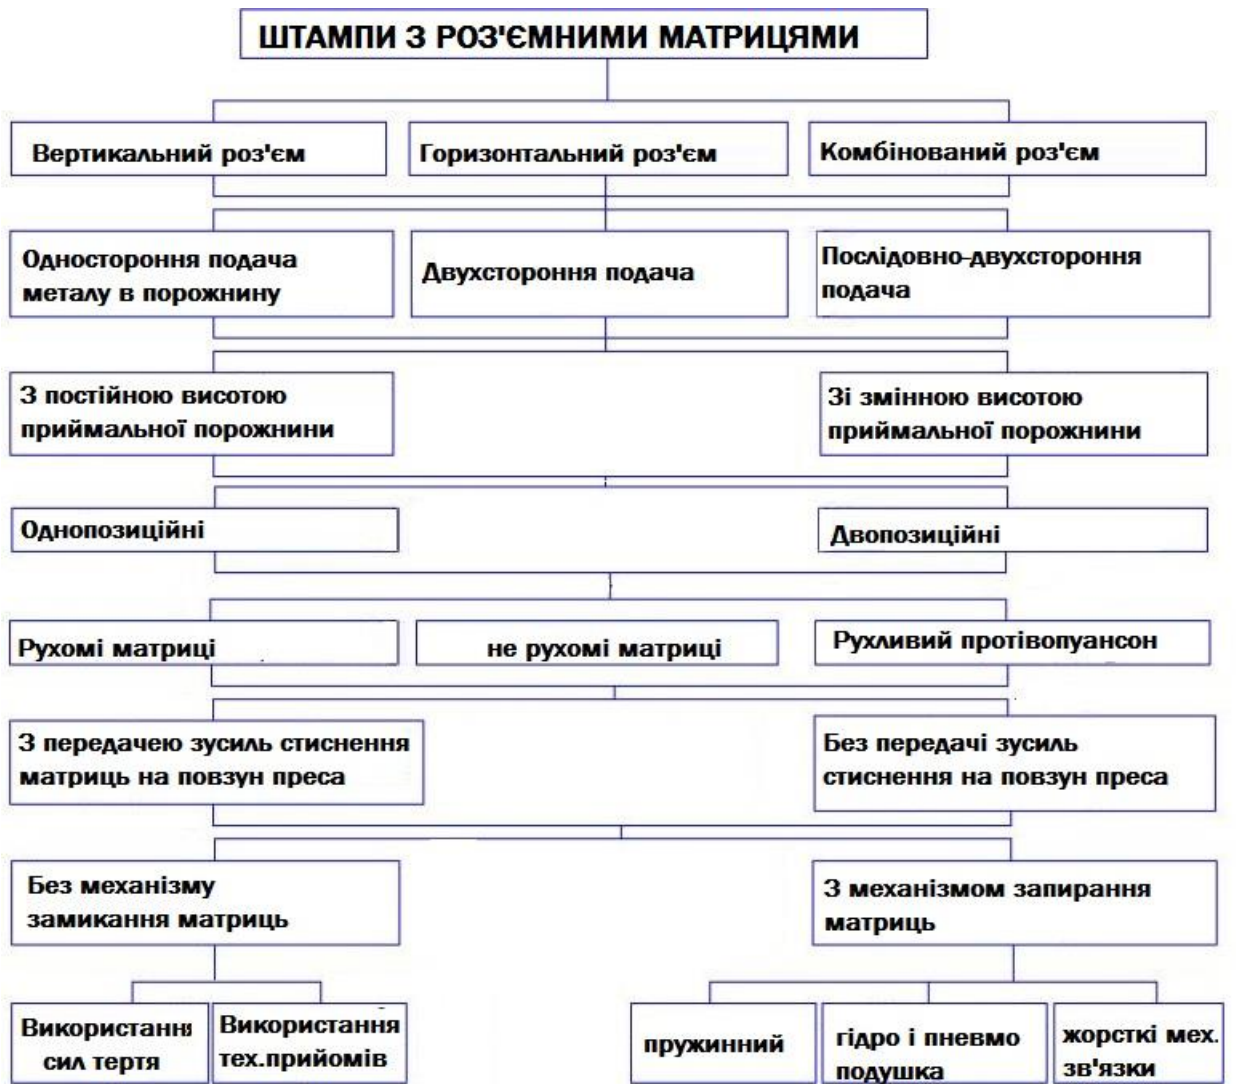 ШТАМПИ З РОЗ'ЄМНИМИ МАТРИЦЯМИ
Вертикальний роз'єм
Горизонтальний роз'єм
Комбінований роз'єм
Одностороння подача
металу в порожнину
Двухстороння подача
Послідовно-двухстороння
подача
З постійною висотою
приймальної порожнини
Зі змінною висотою
приймальної порожнини
Однопозиційні
Двопозиційні
Рухомі матриці
не рухомі матриці
Рухливий протівопуансон
З передачею зусиль стиснення
матриць на повзун преса
Без передачі зусиль
стиснення на повзун преса
Без механізму
замикання матриць
З механізмом запирання
матриць
Використання
сил тертя
Використання
тех.прийомів
пружинний
гідро і пневмо
подушка
жорсткі мех.
зв'язки